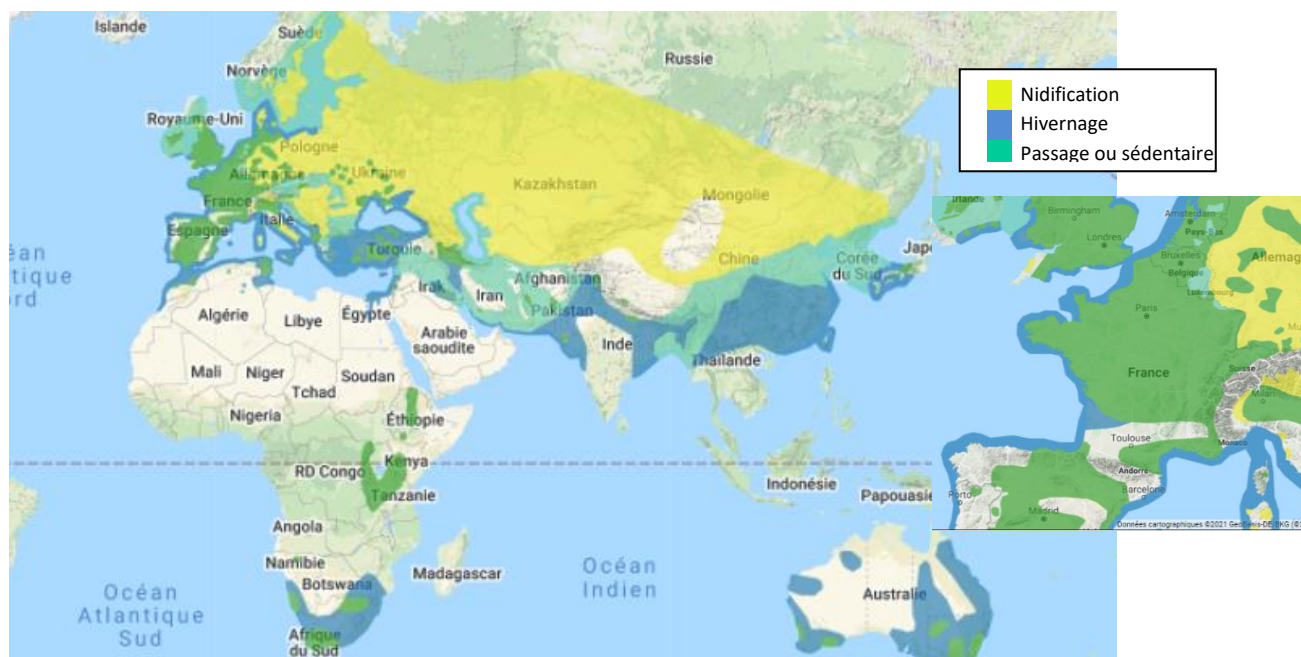 Islande
Suède
Norvège
Russie
Royaume-Uni
Pologne
Allemagne
Ukraine
Kazakhstan
Mongolie
France
Italie
Espagne
Turquie
Chine
Corée
du Sud
Afghanistan
Irak
Iran
Pakistan
Algérie
Libye
Égypte
Arabie
saoudite
Inde
Thaïlande
Mali
Niger
Tchad
Soudan
Nigeria
Éthiopie
RD Congo
Kenya
Tanzanie
Indonésie
Angola
Namibie
Botswana
Madagascar
Océan
Indien
Australie
Océan
Atlantique
Sud
Afrique
du Sud
Nidification
Hivernage
Passage ou sédentaire
Irlande
Birmingham
Londres
Amsterdam
Pays-Bas
Bruxelles
Belgique
Luxembourg
Paris
France
Suisse
Milan
Toulouse
Monaco
Andorre
Barcelone
Porto
Madrid